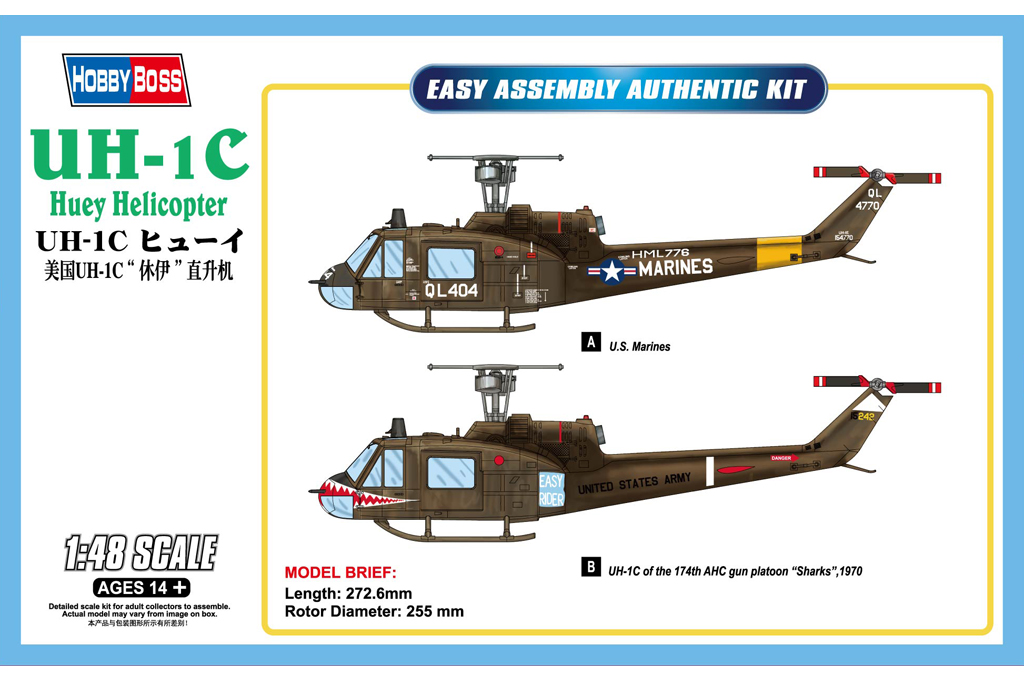 HOBBY BOSS
EASY ASSEMBLY AUTHENTIC KIT
UH-1C
Huey Helicopter
UH-1C ヒューイ
美国UH-1C“休伊”直升机
QL
4770
154770
HML776
MARINES
QL404
A U.S. Marines
243
DANGER
EASY
RIDER
UNITED STATES ARMY
B UH-1C of the 174th AHC gun platoon “Sharks”,1970
1:48 SCALE
AGES 14 +
Detailed scale kit for adult collectors to assemble.
Actual model may vary from image on box.
本产品与包装图形所示有所差别！
MODEL BRIEF:
Length: 272.6mm
Rotor Diameter: 255 mm